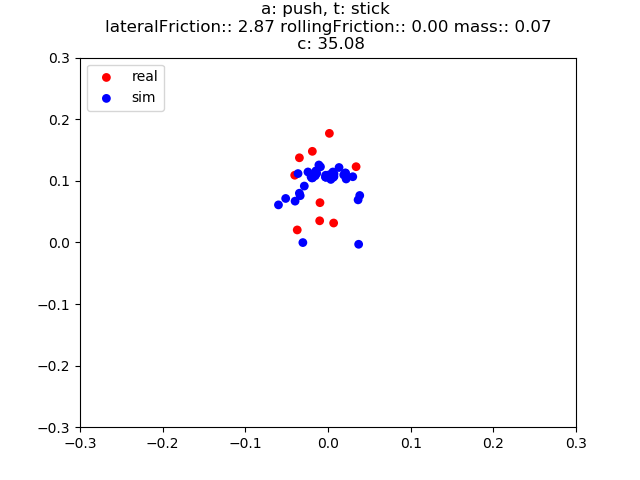 a: push, t: stick
lateralFriction:: 2.87 rollingFriction:: 0.00 mass:: 0.07
c: 35.08
real
sim
0.3
0.2
0.1
0.0
−0.1
−0.2
−0.3
−0.3
−0.2
−0.1
0.0
0.1
0.2
0.3